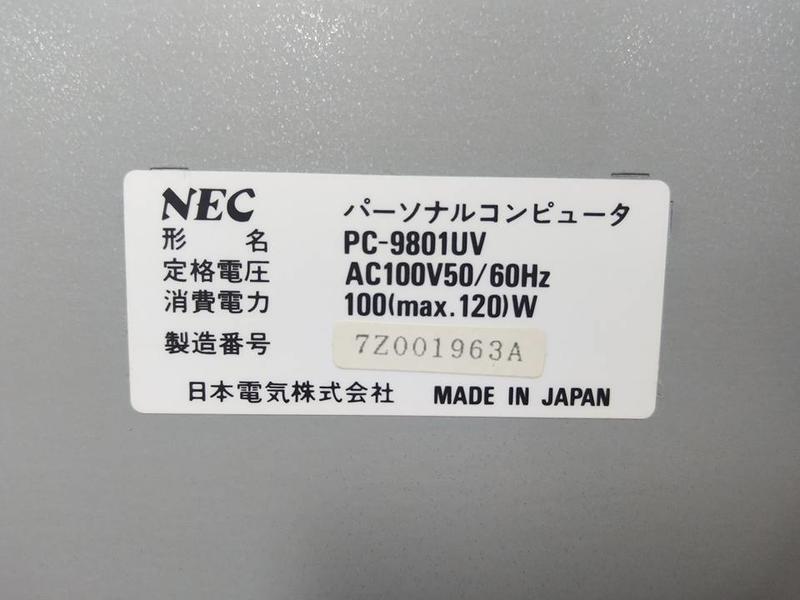 NEC パーソナルコンピュータ
形名 PC-9801UV
定格電圧 AC100V50/60Hz
消費電力 100(max.120)W
製造番号 7Z001963A
日本電気株式会社 MADE IN JAPAN